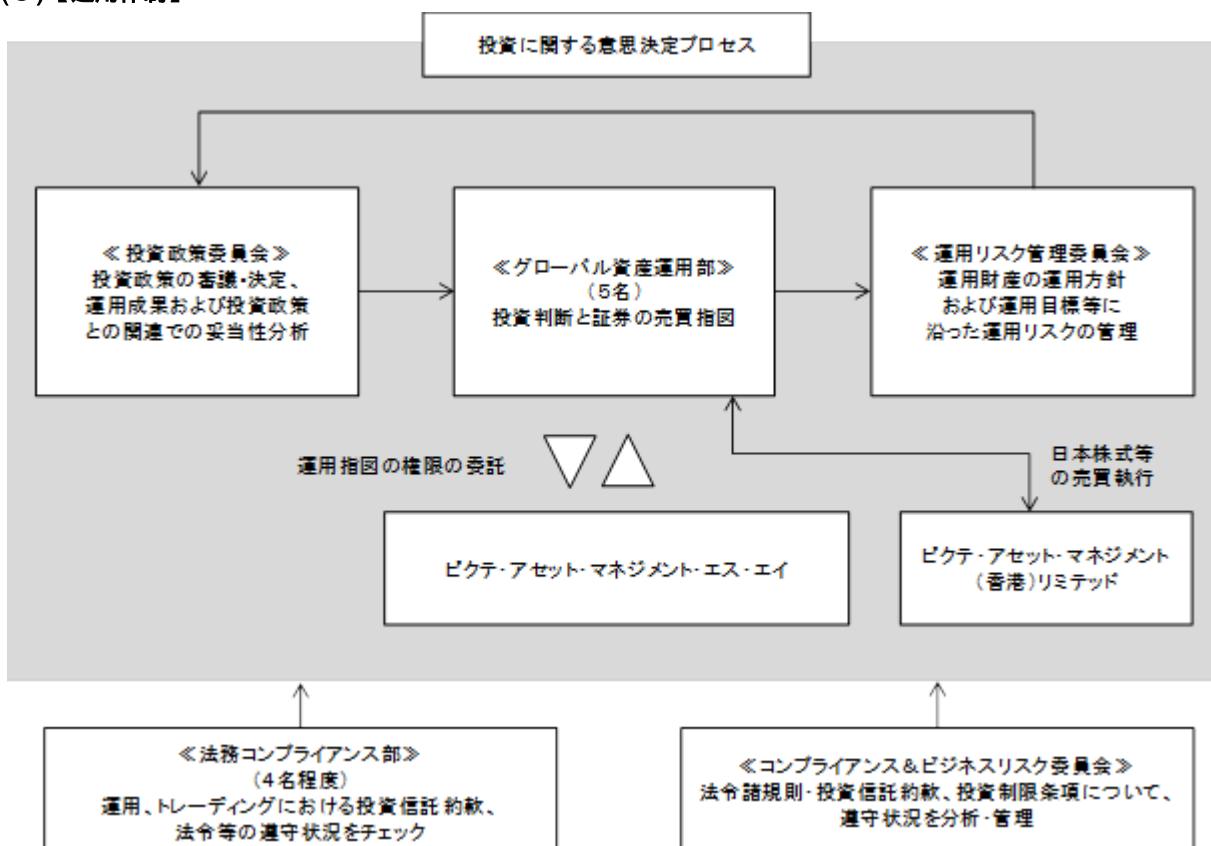 投資に関する意思決定プロセス
≪投資政策委員会≫
投資政策の審議・決定、
運用成果および投資政策
との関連での妥当性分析
≪グローバル資産運用部≫
（5名）
投資判断と証券の売買指図
≪運用リスク管理委員会≫
運用財産の運用方針
および運用目標等に
沿った運用リスクの管理
運用指図の権限の委託
日本株式等
の売買執行
ピクテ・アセット・マネジメント・エス・エイ
ピクテ・アセット・マネジメント
（香港）リミテッド
≪法務コンプライアンス部≫
（4名程度）
運用、トレーディングにおける投資信託約款、
法令等の遵守状況をチェック
≪コンプライアンス＆ビジネスリスク委員会≫
法令諸規則・投資信託約款、投資制限条項について、
遵守状況を分析・管理